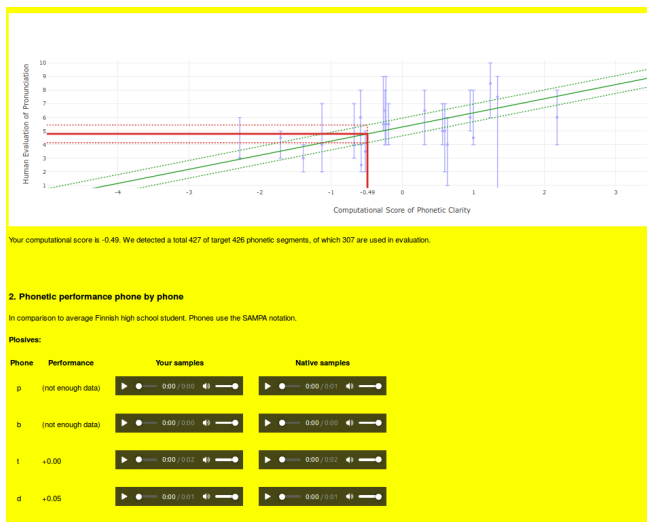 Human Evaluation of Pronunciation
10
9
8
7
6
5
4
3
2
1
-4
-3
-2
-1
-0.49
0
1
2
3
Computational Score of Phonetic Clarity
Your computational score is -0.49. We detected a total 427 of target 426 phonetic segments, of which 307 are used in evaluation.
2. Phonetic performance phone by phone
In comparison to average Finnish high school student. Phones use the SAMPA notation.
Plosives:
Phone Performance Your samples Native samples
p (not enough data) 0:00 / 0:00 0:00 / 0:01
b (not enough data) 0:00 / 0:00 0:00 / 0:00
t +0.00 0:00 / 0:02 0:00 / 0:02
d +0.05 0:00 / 0:01 0:00 / 0:01